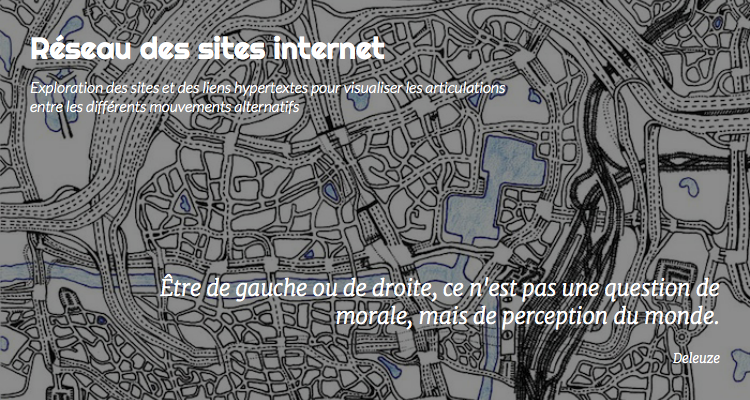 Réseau des sites internet
Exploration des sites et des liens hypertextes pour visualiser les articulations
entre les différents mouvements alternatifs
Être de gauche ou de droite, ce n'est pas une question de
morale, mais de perception du monde.
Deleuze